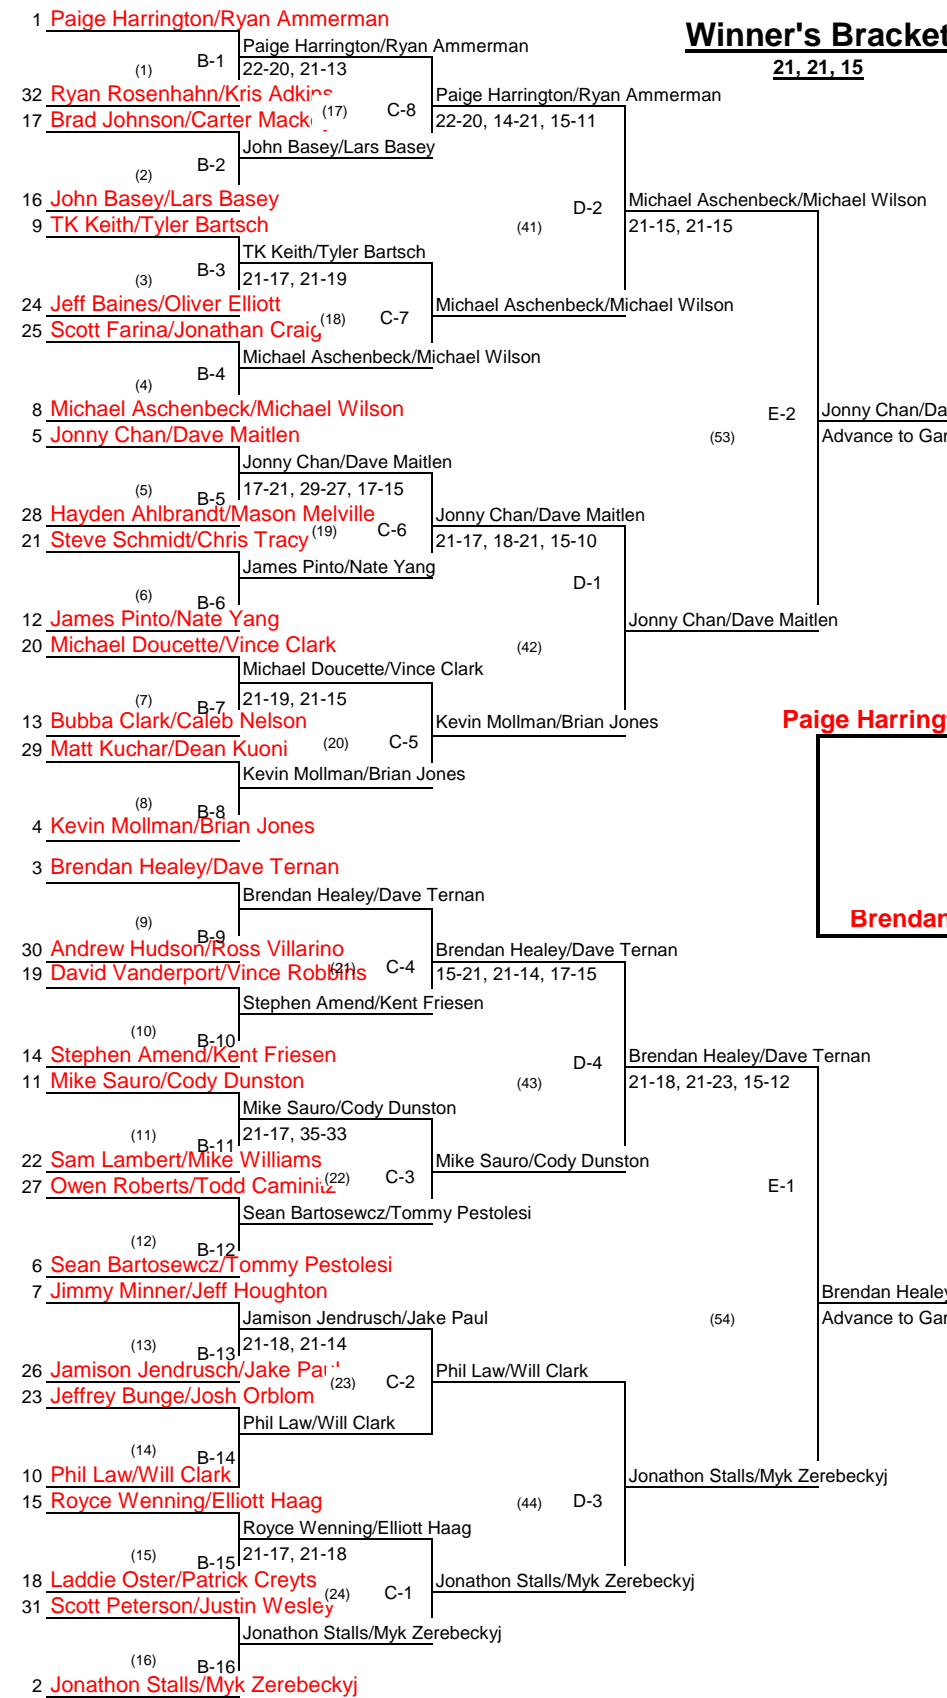 1 Paige Harrington/Ryan Ammerman
Winner's Bracket
Paige Harrington/Ryan Ammerman
B-1
21, 21, 15
(1)
22-20, 21-13
32 Ryan Rosenhahn/Kris Adkins
Paige Harrington/Ryan Ammerman
(17)
C-8
17 Brad Johnson/Carter
22-20, 14-21, 15-11
John Basey/Lars Basey
B-2
(2)
16 John Basey/Lars Basey
Michael Aschenbeck/Michael Wilson
D-2
9 TK Keith/Tyler Bartsch
(41)
21-15, 21-15
TK Keith/Tyler Bartsch
B-3
(3)
21-17, 21-19
24 Jeff Baines/Oliver Elliott
Michael Aschenbeck/Michael Wilson
(18)
C-7
25 Scott Farina/Jonathan Craig
Michael Aschenbeck/Michael Wilson
B-4
(4)
8 Michael Aschenbeck/Michael Wilson
E-2
Jonny Chan/Da
5 Jonny Chan/Dave Maitlen
(53)
Advance to Gar
Jonny Chan/Dave Maitlen
(5)
B-5
17-21, 29-27, 17-15
28 Hayden Ahlbrandt/Mason Melville
Jonny Chan/Dave Maitlen
(19)
C-6
21 Steve Schmidt/Chris Tracy
21-17, 18-21, 15-10
James Pinto/Nate Yang
D-1
(6)
B-6
12 James Pinto/Nate Yang
Jonny Chan/Dave Maitlen
20 Michael Doucette/Vince Clark
(42)
Michael Doucette/Vince Clark
(7)
B-7
21-19, 21-15
13 Bubba Clark/Caleb Nelson
Kevin Mollman/Brian Jones
Paige Harring
29 Matt Kuchar/Dean Kuoni
(20)
C-5
Kevin Mollman/Brian Jones
(8)
B-8
4 Kevin Mollman/Brian Jones
3 Brendan Healey/Dave Ternan
Brendan Healey/Dave Ternan
(9)
B-9
Brendan
30 Andrew Hudson/Ross Villarino
Brendan Healey/Dave Ternan
19 David Vanderport/Vince Robbins
(21)
C-4
15-21, 21-14, 17-15
Stephen Amend/Kent Friesen
(10)
B-10
14 Stephen Amend/Kent Friesen
D-4
Brendan Healey/Dave Ternan
11 Mike Sauro/Cody Dunston
(43)
21-18, 21-23, 15-12
Mike Sauro/Cody Dunston
(11)
B-11
21-17, 35-33
22 Sam Lambert/Mike Williams
Mike Sauro/Cody Dunston
(22)
C-3
27 Owen Roberts/Todd Caminitz
E-1
Sean Bartosewcz/Tommy Pestolesi
(12)
B-12
6 Sean Bartosewcz/Tommy Pestolesi
7 Jimmy Minner/Jeff Houghton
Brendan Healey
Jamison Jendrusch/Jake Paul
(54)
Advance to Gar
(13)
B-13
21-18, 21-14
26 Jamison Jendrusch/Jake Paul
Phil Law/Will Clark
(23)
C-2
23 Jeffrey Bunge/Josh Orblom
Phil Law/Will Clark
(14)
B-14
10 Phil Law/Will Clark
Jonathon Stalls/Myk Zerebeckyj
15 Royce Wenning/Elliott Haag
(44)
D-3
Royce Wenning/Elliott Haag
(15)
B-15
21-17, 21-18
18 Laddie Oster/Patrick Creyts
Jonathon Stalls/Myk Zerebeckyj
(24)
C-1
31 Scott Peterson/Justin Wesley
Jonathon Stalls/Myk Zerebeckyj
(16)
B-16
2 Jonathon Stalls/Myk Zerebeckyj